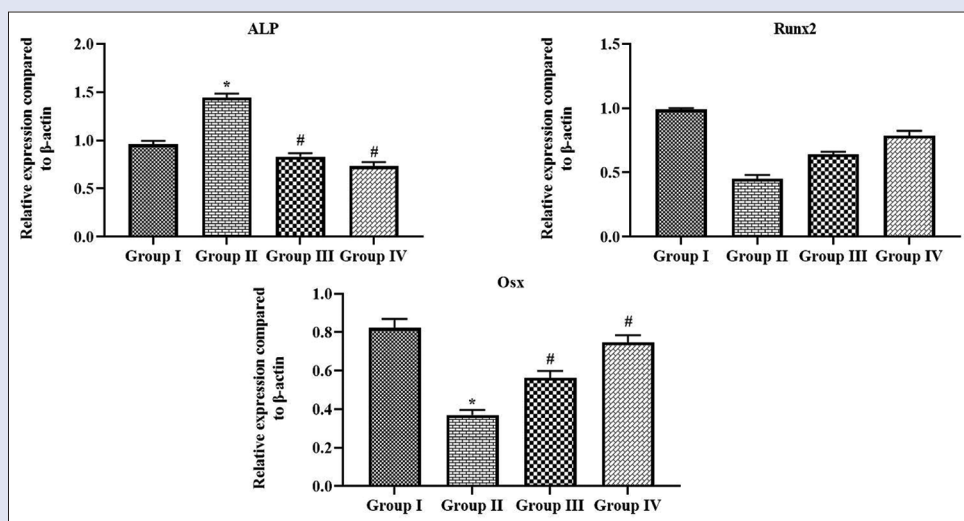 ALP
Relative expression compared
to β-actin
2.0
1.5
1.0
0.5
0.0
*
#
#
Group I Group II Group III Group IV
Runx2
Relative expression compared
to β-actin
1.5
1.0
0.5
0.0
Group I Group II Group III Group IV
Osx
Relative expression compared
to β-actin
1.0
0.8
0.6
0.4
0.2
0.0
*
#
#
Group I Group II Group III Group IV